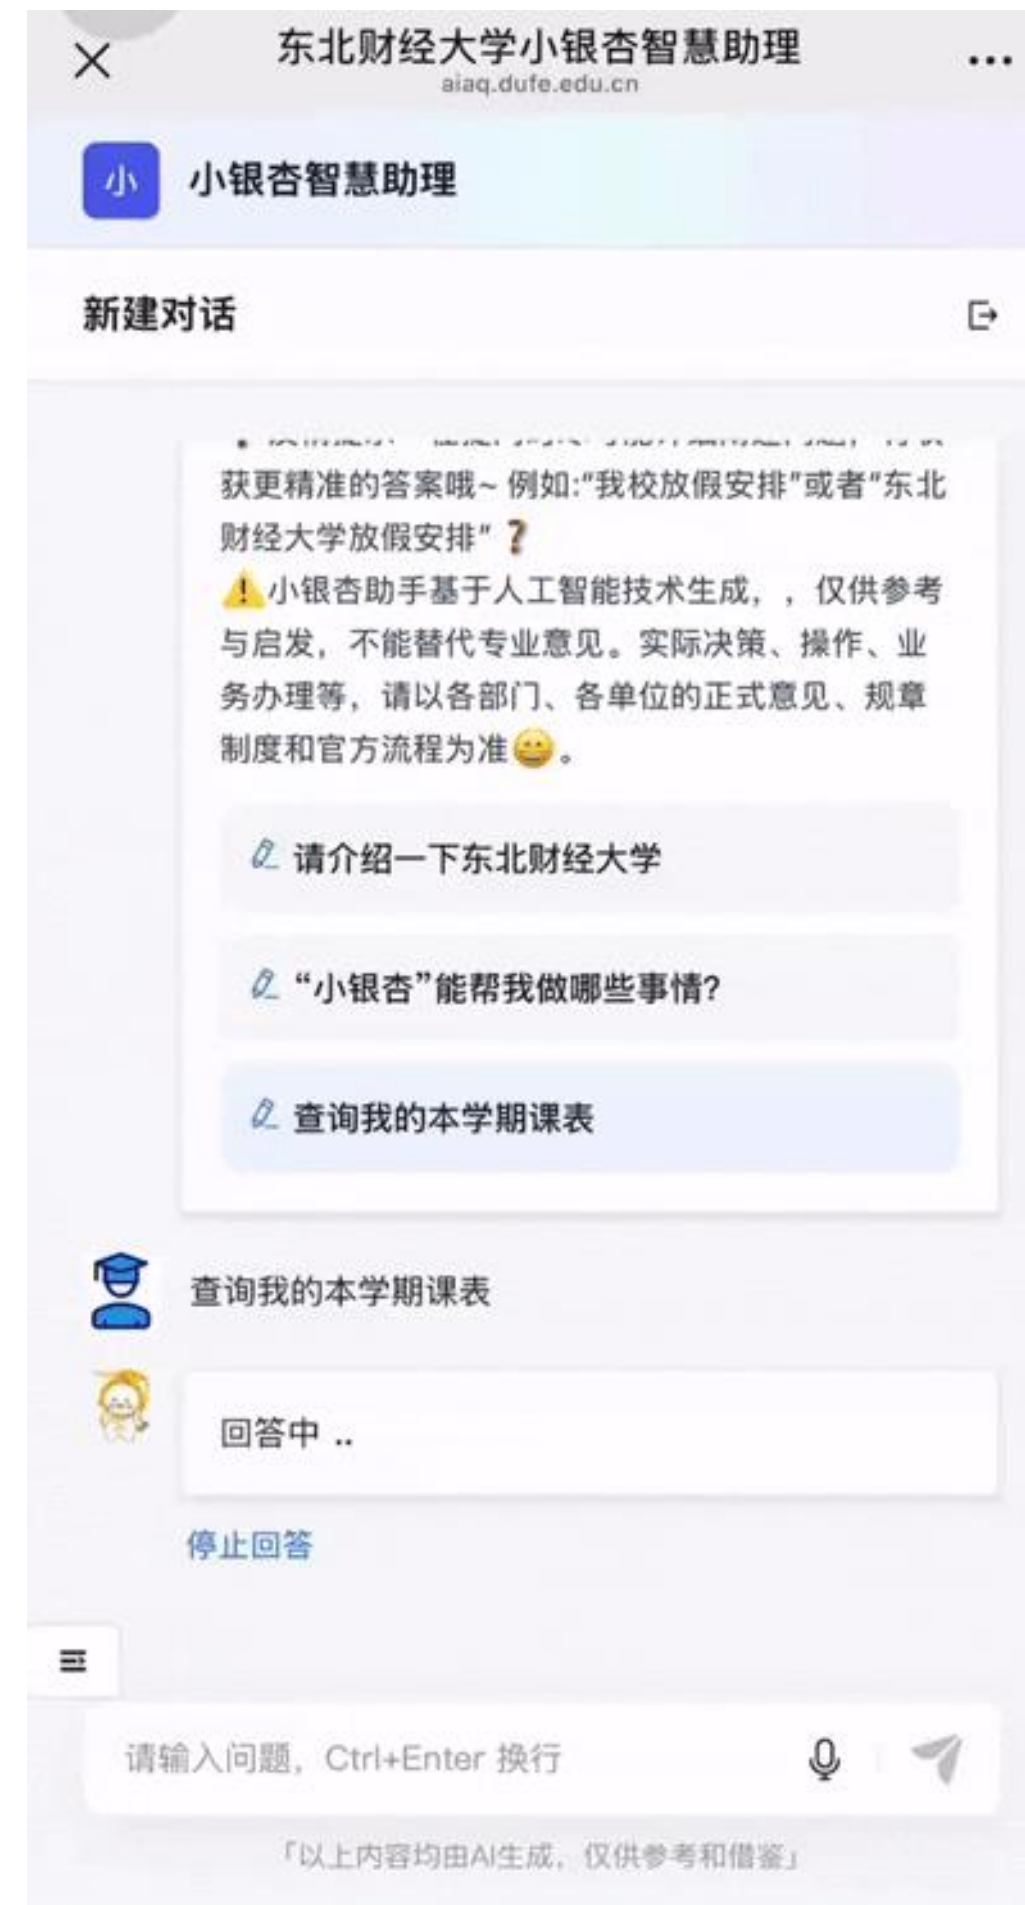 东北财经大学小银杏智慧助理
aiaq.dufe.edu.cn
小 小银杏智慧助理
新建对话
获更精准的答案哦~ 例如:"我校放假安排"或者"东北
财经大学放假安排" ❓
⚠️小银杏助手基于人工智能技术生成，，仅供参考
与启发，不能替代专业意见。实际决策、操作、业
务办理等，请以各部门、各单位的正式意见、规章
制度和官方流程为准😄。
请介绍一下东北财经大学
“小银杏”能帮我做哪些事情?
查询我的本学期课表
查询我的本学期课表
回答中 ..
停止回答
请输入问题，Ctrl+Enter 换行
「以上内容均由AI生成，仅供参考和借鉴」